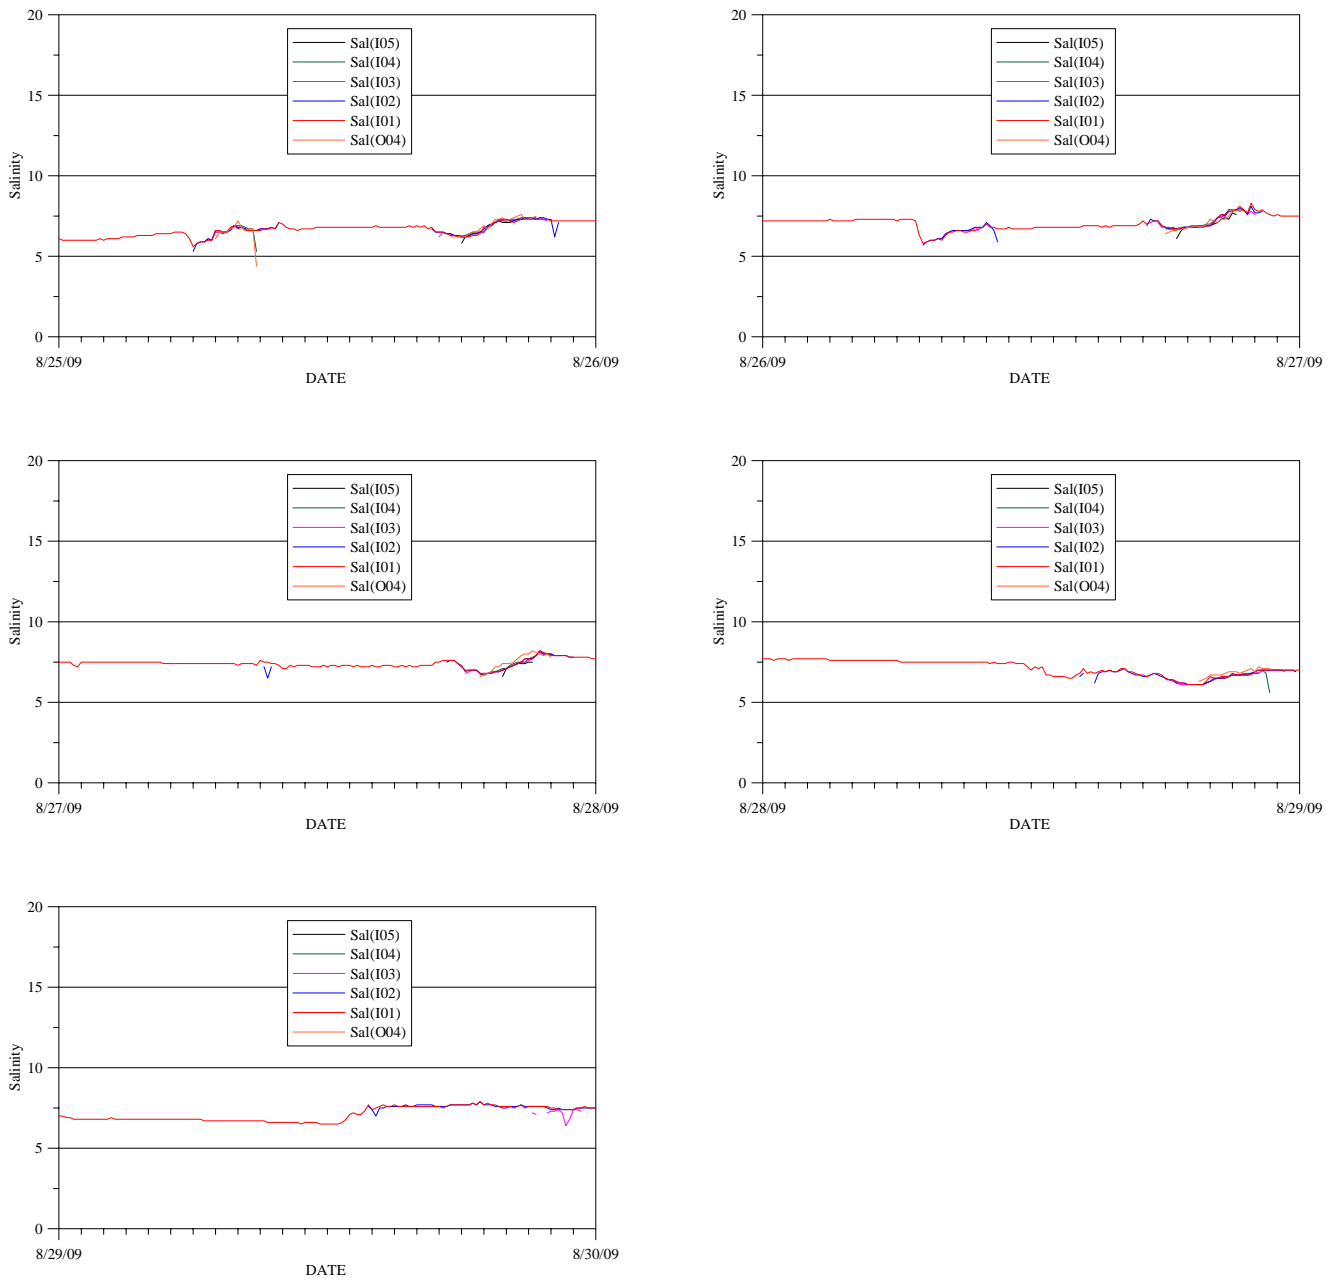 20
15
10
5
0
Salinity
Sal(I05)
Sal(I04)
Sal(I03)
Sal(I02)
Sal(I01)
Sal(O04)
8/25/09
8/26/09
DATE
20
15
10
5
0
Salinity
Sal(I05)
Sal(I04)
Sal(I03)
Sal(I02)
Sal(I01)
Sal(O04)
8/26/09
8/27/09
DATE
20
15
10
5
0
Salinity
Sal(I05)
Sal(I04)
Sal(I03)
Sal(I02)
Sal(I01)
Sal(O04)
8/27/09
8/28/09
DATE
20
15
10
5
0
Salinity
Sal(I05)
Sal(I04)
Sal(I03)
Sal(I02)
Sal(I01)
Sal(O04)
8/28/09
8/29/09
DATE
20
15
10
5
0
Salinity
Sal(I05)
Sal(I04)
Sal(I03)
Sal(I02)
Sal(I01)
Sal(O04)
8/29/09
8/30/09
DATE